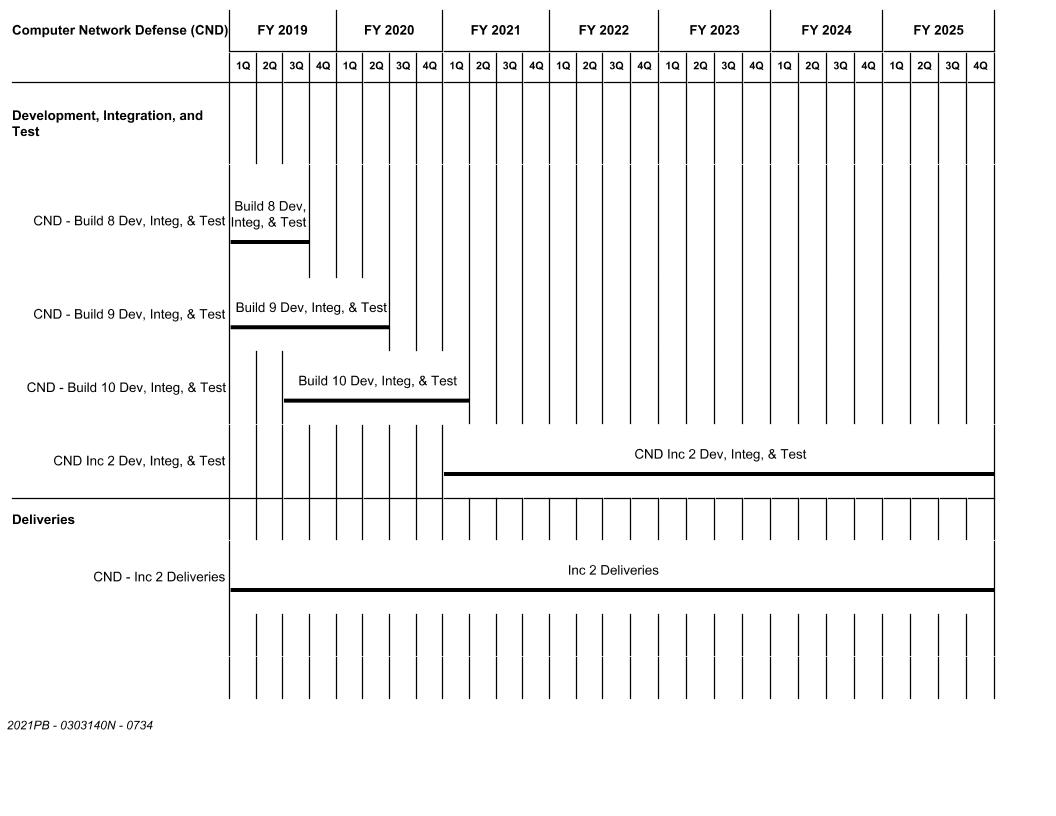 Computer Network Defense (CND) FY 2019 FY 2020 FY 2021 FY 2022 FY 2023 FY 2024 FY 2025
1Q 2Q 3Q 4Q 1Q 2Q 3Q 4Q 1Q 2Q 3Q 4Q 1Q 2Q 3Q 4Q 1Q 2Q 3Q 4Q 1Q 2Q 3Q 4Q 1Q 2Q 3Q 4Q
Development, Integration, and
Test
Build 8 Dev,
CND - Build 8 Dev, Integ, & Test Integ, & Test
CND - Build 9 Dev, Integ, & Test Build 9 Dev, Integ, & Test
CND - Build 10 Dev, Integ, & Test Build 10 Dev, Integ, & Test
CND Inc 2 Dev, Integ, & Test CND Inc 2 Dev, Integ, & Test
Deliveries
CND - Inc 2 Deliveries Inc 2 Deliveries
2021PB - 0303140N - 0734